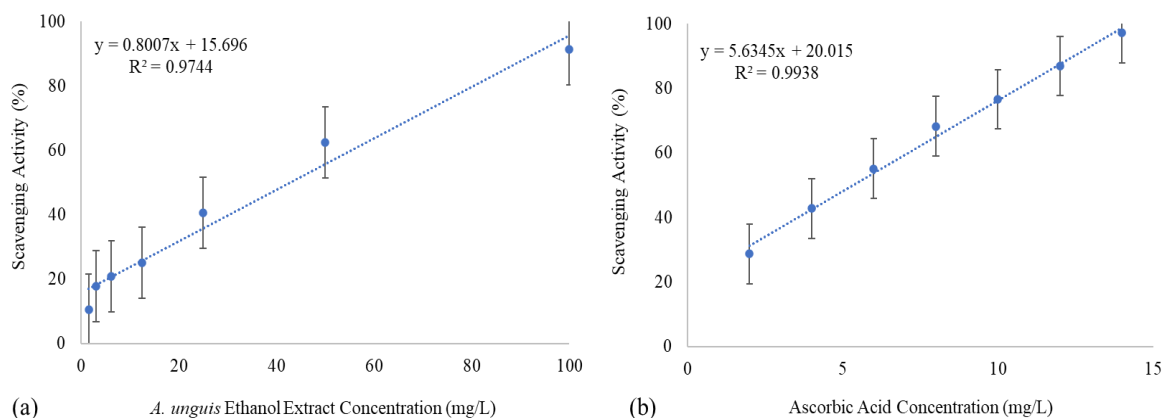 100
80
60
40
20
0
Scavenging Activity (%)
y = 0.8007x + 15.696
R² = 0.9744
0 20 40 60 80 100
(a) A. unguis Ethanol Extract Concentration (mg/L)
100
80
60
40
20
0
Scavenging Activity (%)
y = 5.6345x + 20.015
R² = 0.9938
0 5 10 15
(b) Ascorbic Acid Concentration (mg/L)